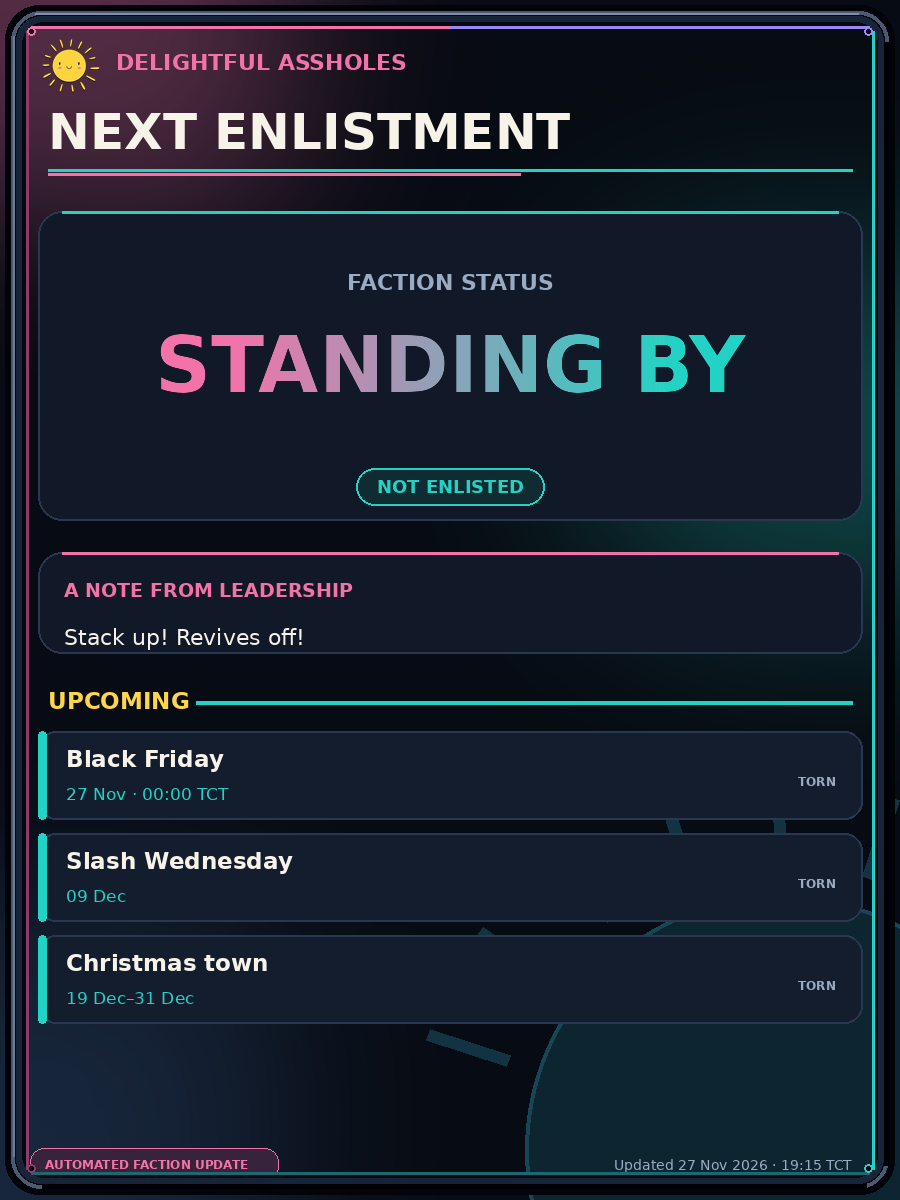 DELIGHTFUL ASSHOLES
NEXT ENLISTMENT
FACTION STATUS
STANDING BY
NOT ENLISTED
A NOTE FROM LEADERSHIP
Stack up! Revives off!
UPCOMING
Black Friday
27 Nov · 00:00 TCT
TORN
Slash Wednesday
09 Dec
TORN
Christmas town
19 Dec–31 Dec
TORN
AUTOMATED FACTION UPDATE
Updated 27 Nov 2026 · 19:15 TCT